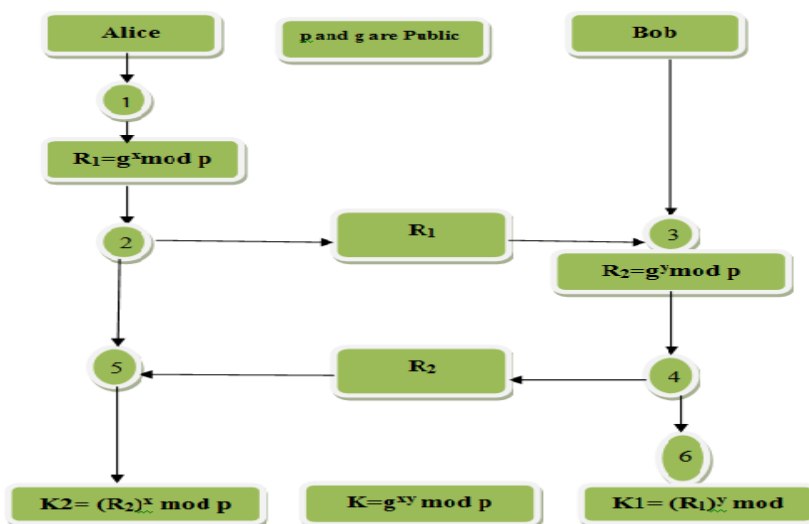 Alice
p and g are Public
Bob
1
R₁=gˣmod p
2
R₁
3
R₂=gʸmod p
5
R₂
4
6
K2= (R₂)ˣ mod p
K=gˣʸ mod p
K1= (R₁)ʸ mod